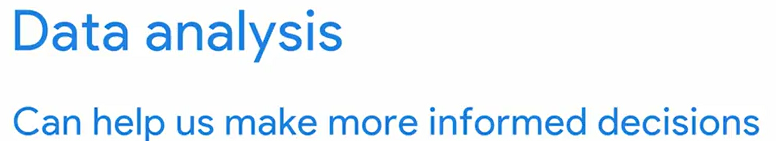 Data analysis
Can help us make more informed decisions